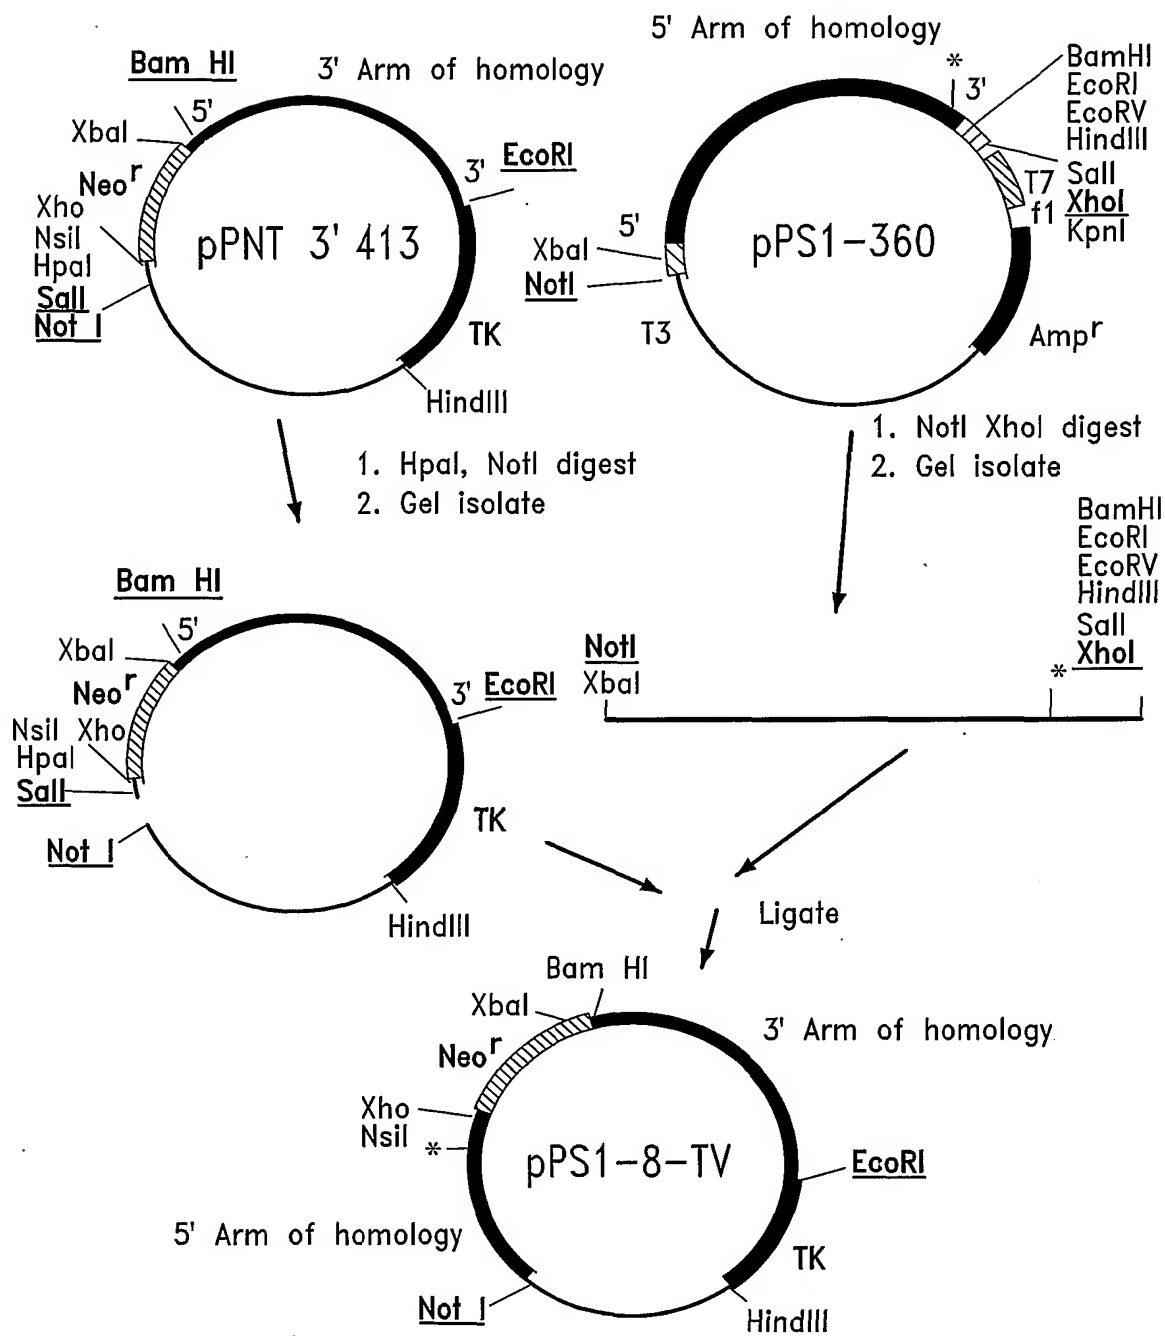 Bam HI
3' Arm of homology
5'
XbaI
Neor
Xho
NsiI
HpaI
SalI
Not I
pPNT 3' 413
3'
EcoRI
TK
HindIII
5' Arm of homology
*
3'
BamHI
EcoRI
EcoRV
HindIII
SalI
T7
f1
XhoI
KpnI
pPS1-360
5'
XbaI
NotI
T3
Ampr
1. HpaI, NotI digest
2. Gel isolate
1. NotI XhoI digest
2. Gel isolate
Bam HI
5'
XbaI
Neor
NsiI Xho
HpaI
SalI
Not I
3' EcoRI
TK
HindIII
BamHI
EcoRI
EcoRV
HindIII
SalI
* XhoI
NotI
XbaI
Ligate
Bam HI
XbaI
Neor
3' Arm of homology
Xho
NsiI
*
pPS1-8-TV
EcoRI
5' Arm of homology
TK
Not I
HindIII